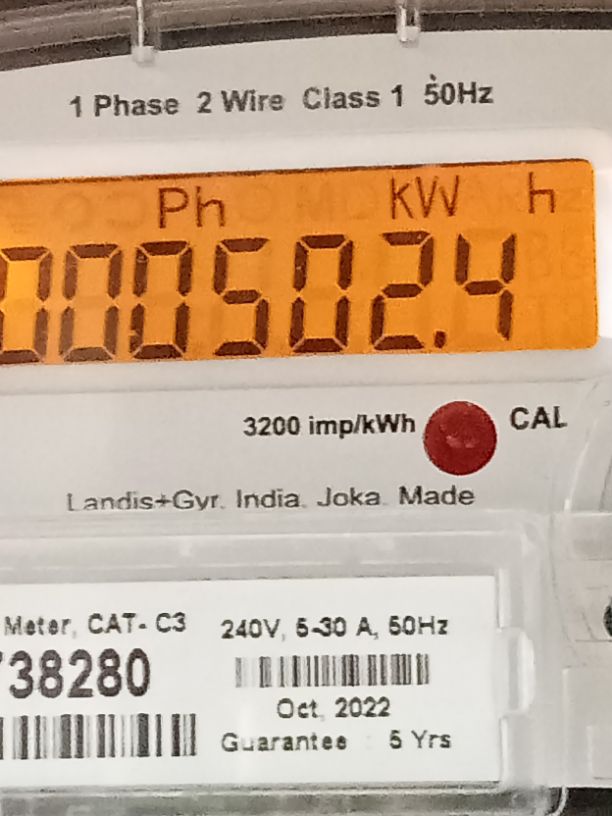 1 Phase 2 Wire Class 1 50Hz
Ph kW h
000502.4
3200 imp/kWh CAL
Landis+Gyr. India. Joka. Made
Meter, CAT- C3
38280
240V, 5-30 A, 50Hz
Oct, 2022
Guarantee : 5 Yrs